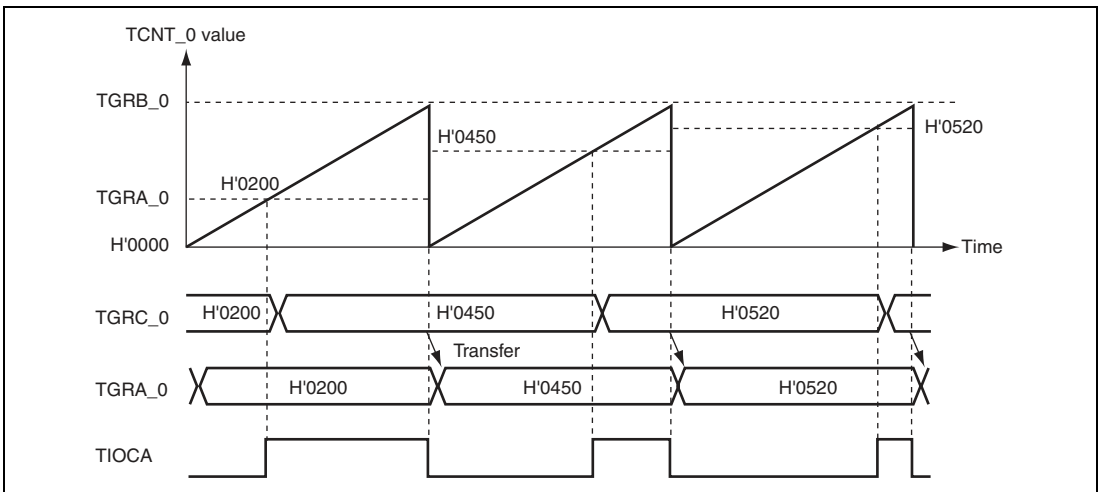 TCNT_0 value
TGRB_0
H'0520
H'0450
H'0200
TGRA_0
H'0000
Time
TGRC_0
H'0200
H'0450
H'0520
Transfer
TGRA_0
H'0200
H'0450
H'0520
TIOCA